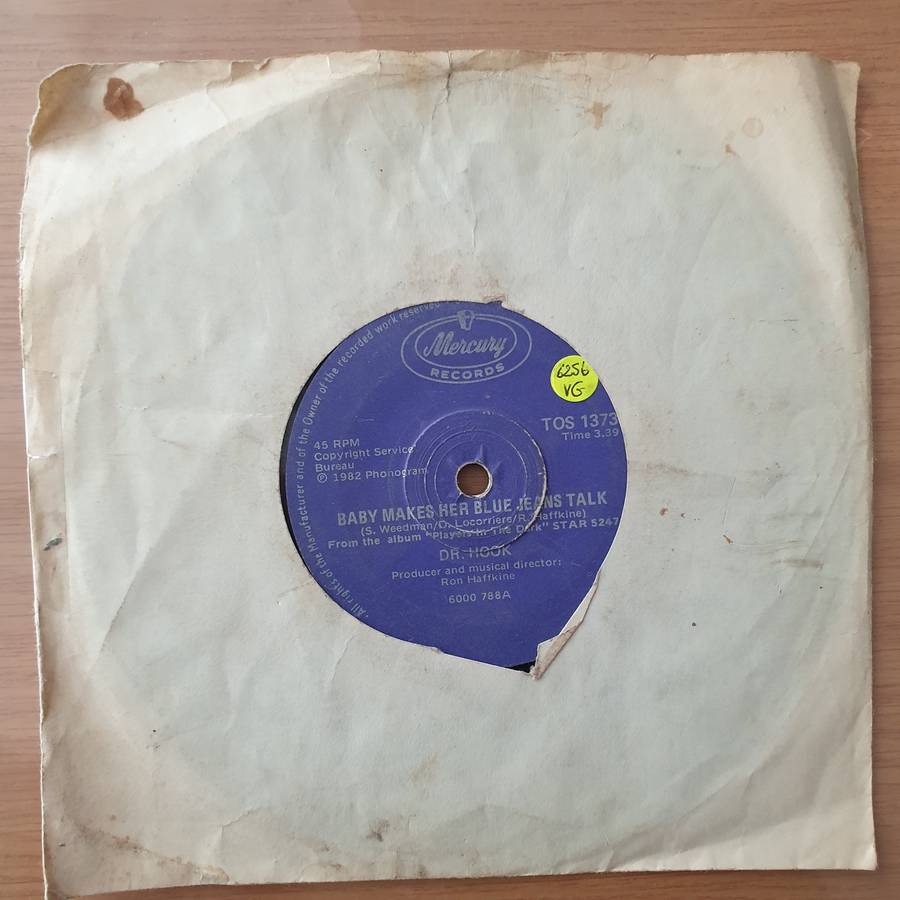 All rights of the Manufacturer and of the Owner of the recorded work reserved
Mercury
RECORDS
6256
VG
TOS 1373
Time 3.39
45 RPM
Copyright Service
Bureau
℗ 1982 Phonogram
BABY MAKES HER BLUE JEANS TALK
(S. Weedman/D. Locorriere/R. Haffkine)
From the album "Players In The Dark" STAR 5247
DR. HOOK
Producer and musical director:
Ron Haffkine
6000 788A